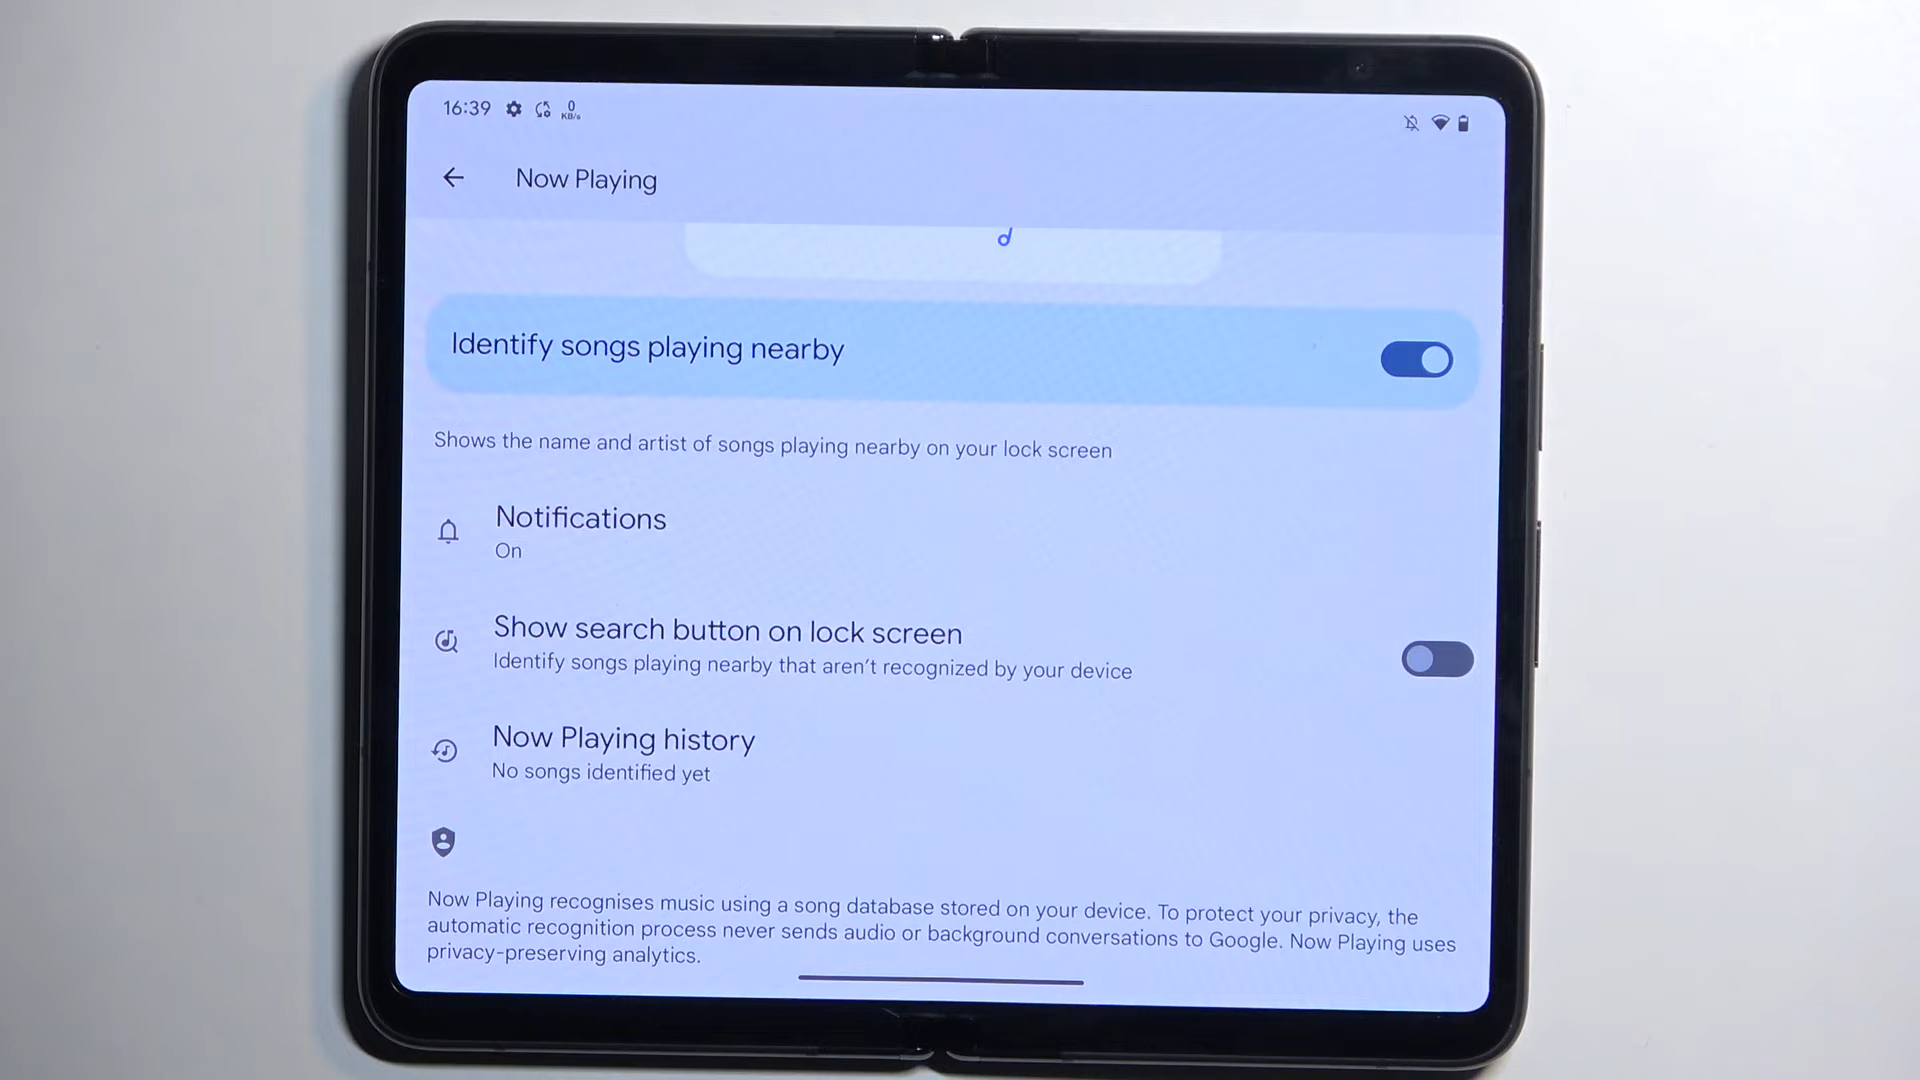 16:39 0 KB/s
Now Playing
Identify songs playing nearby
Shows the name and artist of songs playing nearby on your lock screen
Notifications
On
Show search button on lock screen
Identify songs playing nearby that aren't recognized by your device
Now Playing history
No songs identified yet
Now Playing recognises music using a song database stored on your device. To protect your privacy, the
automatic recognition process never sends audio or background conversations to Google. Now Playing uses
privacy-preserving analytics.